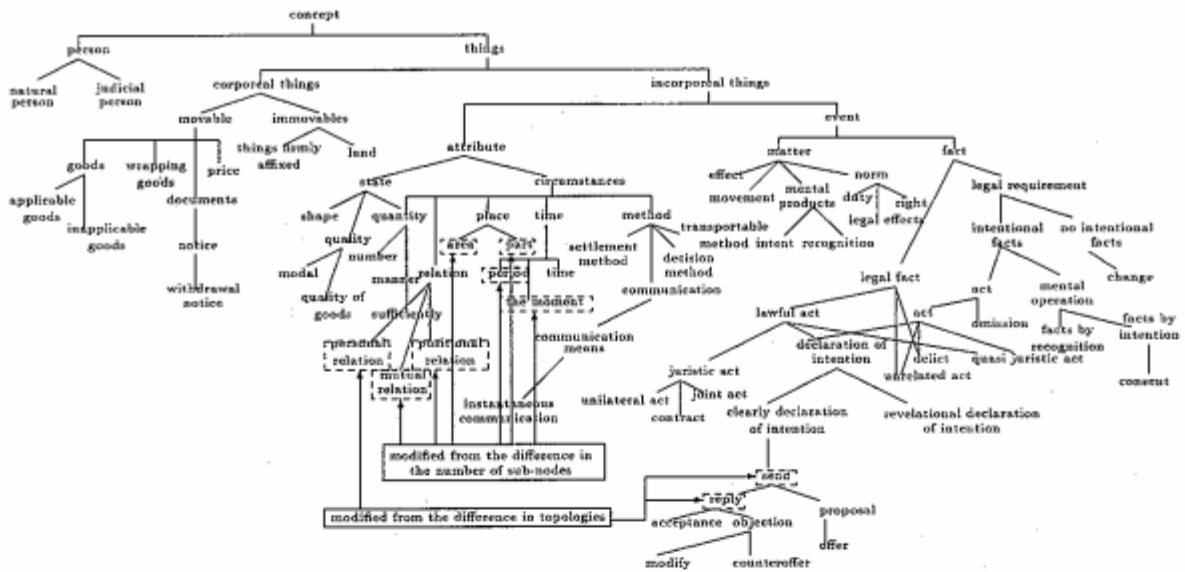 concept
person
things
natural
person
judicial
person
corporeal things
incorporeal things
movable
immovables
event
things firmly
affixed
land
attribute
matter
fact
goods
wrapping
goods
price
state
circumstances
effect
movement
mental
products
norm
legal requirement
applicable
goods
inapplicable
goods
documents
shape
quantity
place
time
method
duty
right
legal effects
intentional
facts
no intentional
facts
notice
quality
number
area
part
settlement
method
transportable
method
decision
method
intent
recognition
modal
manner
relation
period
time
legal fact
act
mental
operation
change
withdrawal
notice
quality of
goods
sufficiently
the moment
communication
lawful act
act
omission
facts by
recognition
facts by
intention
personal
relation
positional
relation
communication
means
declaration of
intention
delict
quasi juristic act
mutual
relation
juristic act
unrelated act
consent
instantaneous
communication
unilateral act
joint act
contract
clearly declaration
of intention
revelational declaration
of intention
modified from the difference in
the number of sub-nodes
send
modified from the difference in topologies
reply
proposal
acceptance
objection
offer
modify
counteroffer